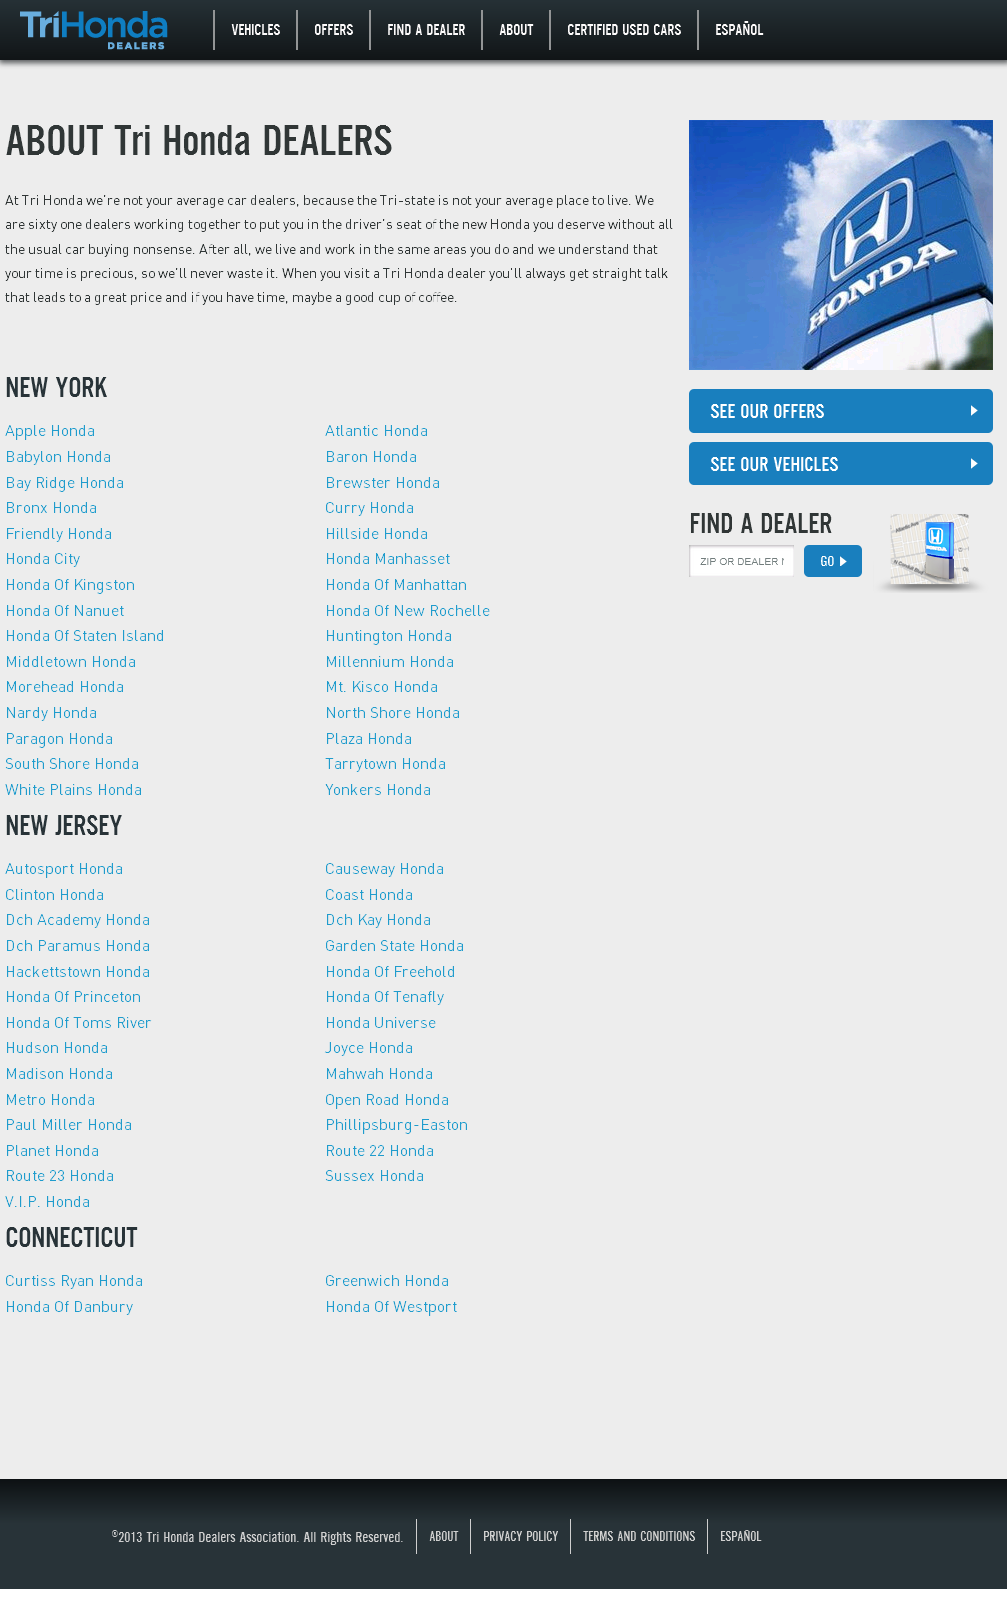 TriHonda
DEALERS
VEHICLES
OFFERS
FIND A DEALER
ABOUT
CERTIFIED USED CARS
ESPAÑOL
ABOUT Tri Honda DEALERS
At Tri Honda we're not your average car dealers, because the Tri-state is not your average place to live. We
are sixty one dealers working together to put you in the driver's seat of the new Honda you deserve without all
the usual car buying nonsense. After all, we live and work in the same areas you do and we understand that
your time is precious, so we'll never waste it. When you visit a Tri Honda dealer you'll always get straight talk
that leads to a great price and if you have time, maybe a good cup of coffee.
HONDA
SEE OUR OFFERS
SEE OUR VEHICLES
FIND A DEALER
ZIP OR DEALER
GO
NEW YORK
Apple Honda
Atlantic Honda
Babylon Honda
Baron Honda
Bay Ridge Honda
Brewster Honda
Bronx Honda
Curry Honda
Friendly Honda
Hillside Honda
Honda City
Honda Manhasset
Honda Of Kingston
Honda Of Manhattan
Honda Of Nanuet
Honda Of New Rochelle
Honda Of Staten Island
Huntington Honda
Middletown Honda
Millennium Honda
Morehead Honda
Mt. Kisco Honda
Nardy Honda
North Shore Honda
Paragon Honda
Plaza Honda
South Shore Honda
Tarrytown Honda
White Plains Honda
Yonkers Honda
NEW JERSEY
Autosport Honda
Causeway Honda
Clinton Honda
Coast Honda
Dch Academy Honda
Dch Kay Honda
Dch Paramus Honda
Garden State Honda
Hackettstown Honda
Honda Of Freehold
Honda Of Princeton
Honda Of Tenafly
Honda Of Toms River
Honda Universe
Hudson Honda
Joyce Honda
Madison Honda
Mahwah Honda
Metro Honda
Open Road Honda
Paul Miller Honda
Phillipsburg-Easton
Planet Honda
Route 22 Honda
Route 23 Honda
Sussex Honda
V.I.P. Honda
CONNECTICUT
Curtiss Ryan Honda
Greenwich Honda
Honda Of Danbury
Honda Of Westport
©2013 Tri Honda Dealers Association. All Rights Reserved.
ABOUT
PRIVACY POLICY
TERMS AND CONDITIONS
ESPAÑOL